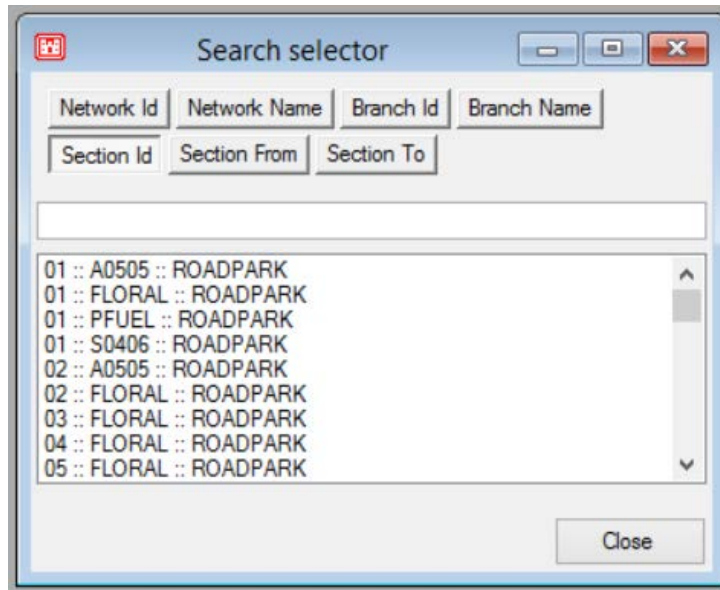 Search selector
Network Id Network Name Branch Id Branch Name
Section Id Section From Section To
01 :: A0505 :: ROADPARK
01 :: FLORAL :: ROADPARK
01 :: PFUEL :: ROADPARK
01 :: S0406 :: ROADPARK
02 :: A0505 :: ROADPARK
02 :: FLORAL :: ROADPARK
03 :: FLORAL :: ROADPARK
04 :: FLORAL :: ROADPARK
05 :: FLORAL :: ROADPARK
Close